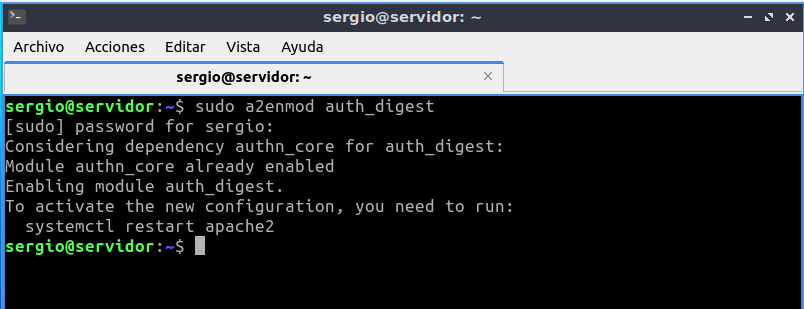 sergio@servidor: ~
Archivo Acciones Editar Vista Ayuda
sergio@servidor: ~
sergio@servidor:~$ sudo a2enmod auth_digest
[sudo] password for sergio:
Considering dependency authn_core for auth_digest:
Module authn_core already enabled
Enabling module auth_digest.
To activate the new configuration, you need to run:
  systemctl restart apache2
sergio@servidor:~$